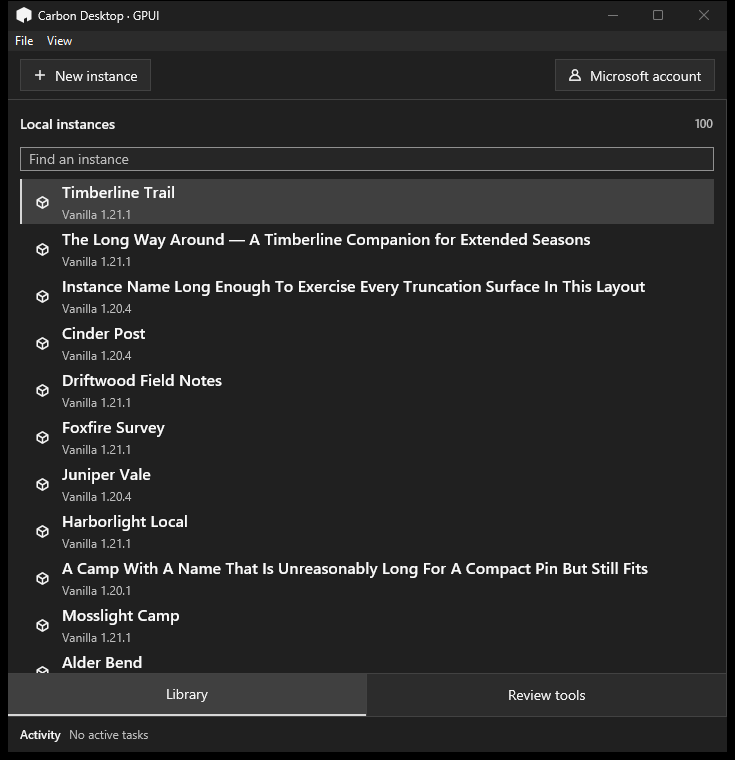 Carbon Desktop · GPUI
File View
New instance
Microsoft account
Local instances
100
Find an instance
Timberline Trail
Vanilla 1.21.1
The Long Way Around — A Timberline Companion for Extended Seasons
Vanilla 1.21.1
Instance Name Long Enough To Exercise Every Truncation Surface In This Layout
Vanilla 1.20.4
Cinder Post
Vanilla 1.20.4
Driftwood Field Notes
Vanilla 1.21.1
Foxfire Survey
Vanilla 1.21.1
Juniper Vale
Vanilla 1.20.4
Harborlight Local
Vanilla 1.21.1
A Camp With A Name That Is Unreasonably Long For A Compact Pin But Still Fits
Vanilla 1.20.1
Mosslight Camp
Vanilla 1.21.1
Alder Bend
Library
Review tools
Activity No active tasks